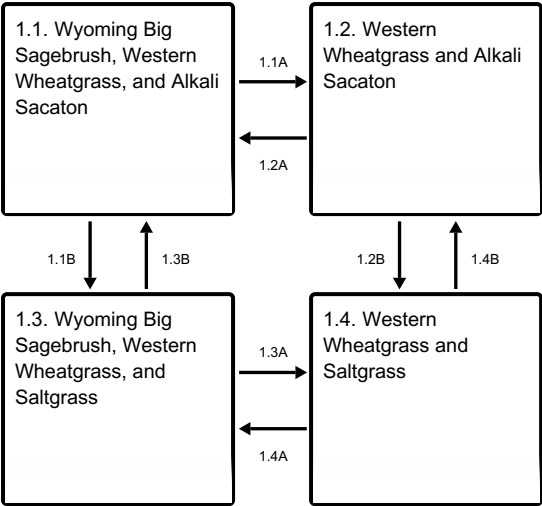 1.1. Wyoming Big
Sagebrush, Western
Wheatgrass, and Alkali
Sacaton
1.1A
1.2. Western
Wheatgrass and Alkali
Sacaton
1.2A
1.1B
1.3B
1.2B
1.4B
1.3. Wyoming Big
Sagebrush, Western
Wheatgrass, and
Saltgrass
1.3A
1.4. Western
Wheatgrass and
Saltgrass
1.4A